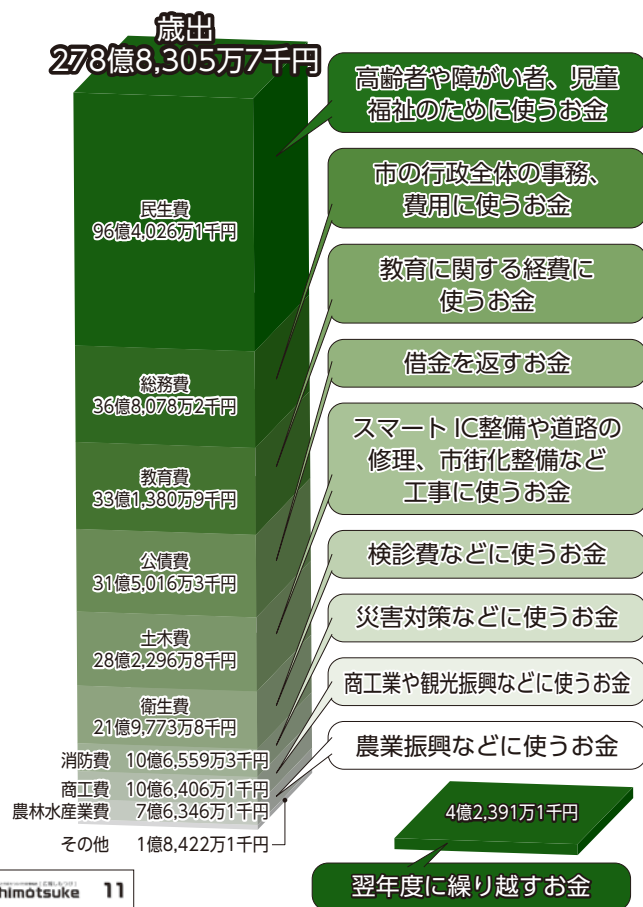 歳出
278億8,305万7千円
民生費
96億4,026万1千円
総務費
36億8,078万2千円
教育費
33億1,380万9千円
公債費
31億5,016万3千円
土木費
28億2,296万8千円
衛生費
21億9,773万8千円
消防費 10億6,559万3千円
商工費 10億6,406万1千円
農林水産業費 7億6,346万1千円
その他 1億8,422万1千円
高齢者や障がい者、児童
福祉のために使うお金
市の行政全体の事務、
費用に使うお金
教育に関する経費に
使うお金
借金を返すお金
スマートIC整備や道路の
修理、市街化整備など
工事に使うお金
検診費などに使うお金
災害対策などに使うお金
商工業や観光振興などに使うお金
農業振興などに使うお金
4億2,391万1千円
翌年度に繰り越すお金
himotsuke 11